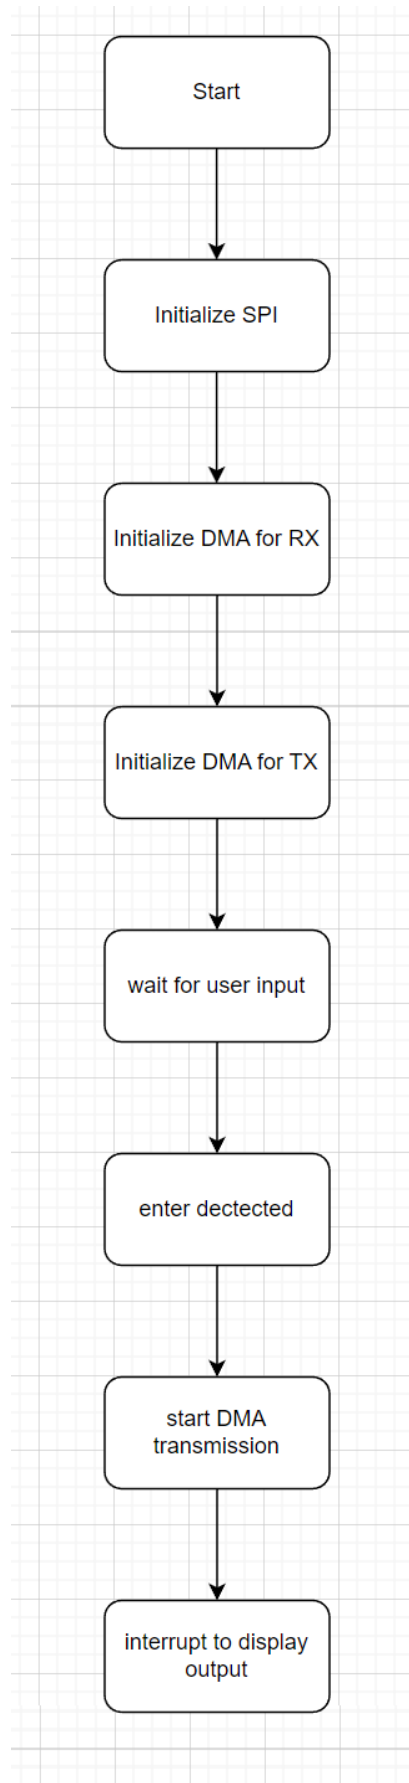 Start
Initialize SPI
Initialize DMA for RX
Initialize DMA for TX
wait for user input
enter dectected
start DMA
transmission
interrupt to display
output